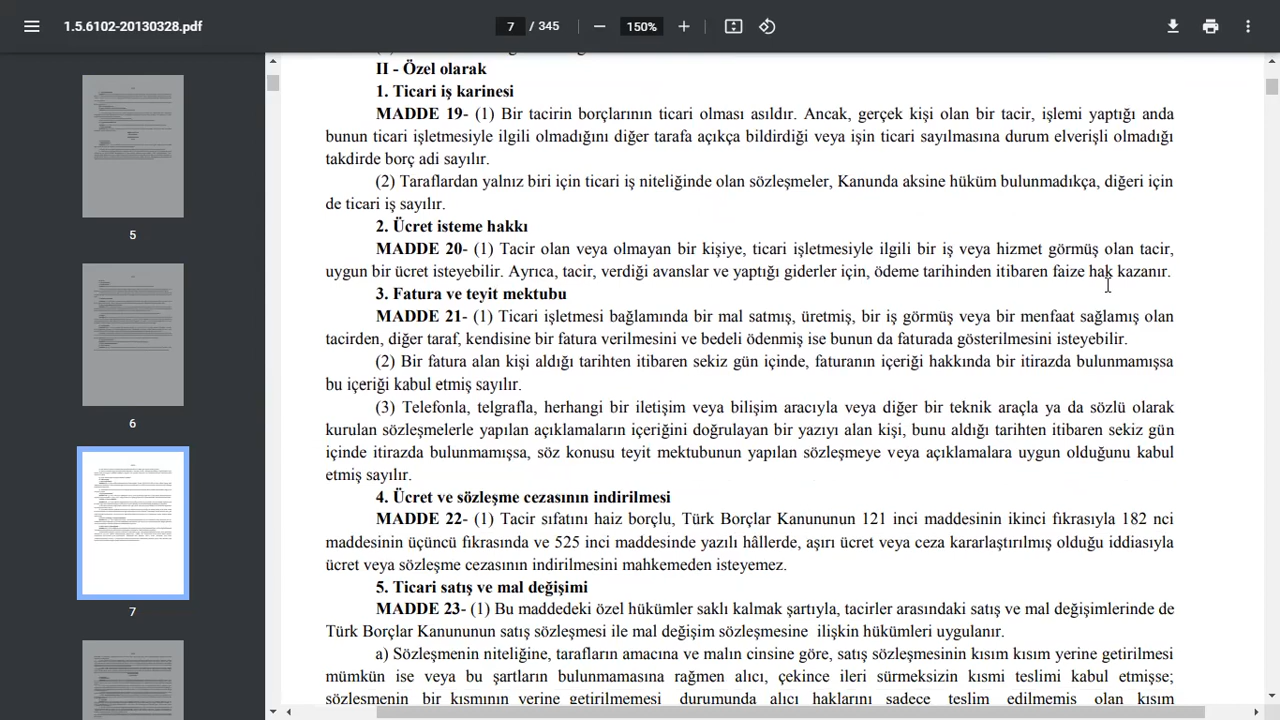 1.5.6102-20130328.pdf
7 / 345
150%
5
6
7
II - Özel olarak
1. Ticari iş karinesi
MADDE 19- (1) Bir tacirin borçlarının ticari olması asıldır. Ancak, gerçek kişi olan bir tacir, işlemi yaptığı anda
bunun ticari işletmesiyle ilgili olmadığını diğer tarafa açıkça bildirdiği veya işin ticari sayılmasına durum elverişli olmadığı
takdirde borç adi sayılır.
(2) Taraflardan yalnız biri için ticari iş niteliğinde olan sözleşmeler, Kanunda aksine hüküm bulunmadıkça, diğeri için
de ticari iş sayılır.
2. Ücret isteme hakkı
MADDE 20- (1) Tacir olan veya olmayan bir kişiye, ticari işletmesiyle ilgili bir iş veya hizmet görmüş olan tacir,
uygun bir ücret isteyebilir. Ayrıca, tacir, verdiği avanslar ve yaptığı giderler için, ödeme tarihinden itibaren faize hak kazanır.
3. Fatura ve teyit mektubu
MADDE 21- (1) Ticari işletmesi bağlamında bir mal satmış, üretmiş, bir iş görmüş veya bir menfaat sağlamış olan
tacirden, diğer taraf, kendisine bir fatura verilmesini ve bedeli ödenmiş ise bunun da faturada gösterilmesini isteyebilir.
(2) Bir fatura alan kişi aldığı tarihten itibaren sekiz gün içinde, faturanın içeriği hakkında bir itirazda bulunmamışsa
bu içeriği kabul etmiş sayılır.
(3) Telefonla, telgrafla, herhangi bir iletişim veya bilişim aracıyla veya diğer bir teknik araçla ya da sözlü olarak
kurulan sözleşmelerle yapılan açıklamaların içeriğini doğrulayan bir yazıyı alan kişi, bunu aldığı tarihten itibaren sekiz gün
içinde itirazda bulunmamışsa, söz konusu teyit mektubunun yapılan sözleşmeye veya açıklamalara uygun olduğunu kabul
etmiş sayılır.
4. Ücret ve sözleşme cezasının indirilmesi
MADDE 22- (1) Tacir sıfatını haiz borçlu, Türk Borçlar Kanununun 121 inci maddesinin ikinci fıkrasıyla 182 nci
maddesinin üçüncü fıkrasında ve 525 inci maddesinde yazılı hâllerde, aşırı ücret veya ceza kararlaştırılmış olduğu iddiasıyla
ücret veya sözleşme cezasının indirilmesini mahkemeden isteyemez.
5. Ticari satış ve mal değişimi
MADDE 23- (1) Bu maddedeki özel hükümler saklı kalmak şartıyla, tacirler arasındaki satış ve mal değişimlerinde de
Türk Borçlar Kanununun satış sözleşmesi ile mal değişim sözleşmesine ilişkin hükümleri uygulanır.
a) Sözleşmenin niteliğine, tarafların amacına ve malın cinsine göre, satış sözleşmesinin kısım kısım yerine getirilmesi
mümkün ise veya bu şartların bulunmamasına rağmen alıcı, çekince ileri sürmeksizin kısmi teslimi kabul etmişse;
sözleşmenin bir kısmının yerine getirilmemesi durumunda alıcı haklarını sadece teslim edilmemiş olan kısım